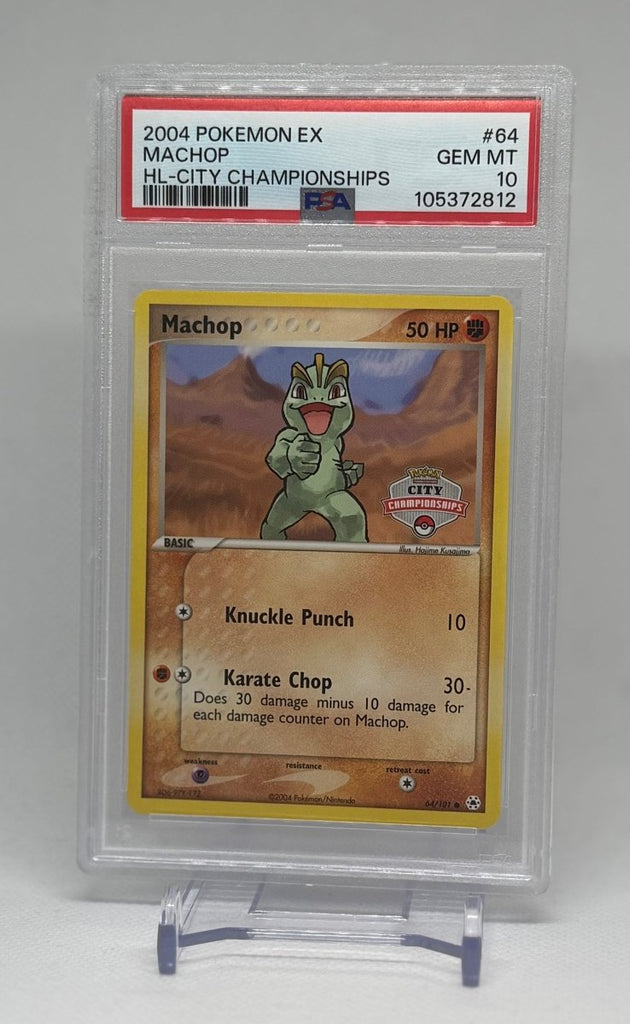 2004 POKEMON EX #64
MACHOP GEM MT
HL-CITY CHAMPIONSHIPS 10
PSA 105372812
Machop 50 HP
Pokémon
CITY
CHAMPIONSHIPS
BASIC
Illus. Hajime Kusajima
Knuckle Punch 10
Karate Chop 30-
Does 30 damage minus 10 damage for
each damage counter on Machop.
weakness resistance retreat cost
©2004 Pokémon/Nintendo 64/101